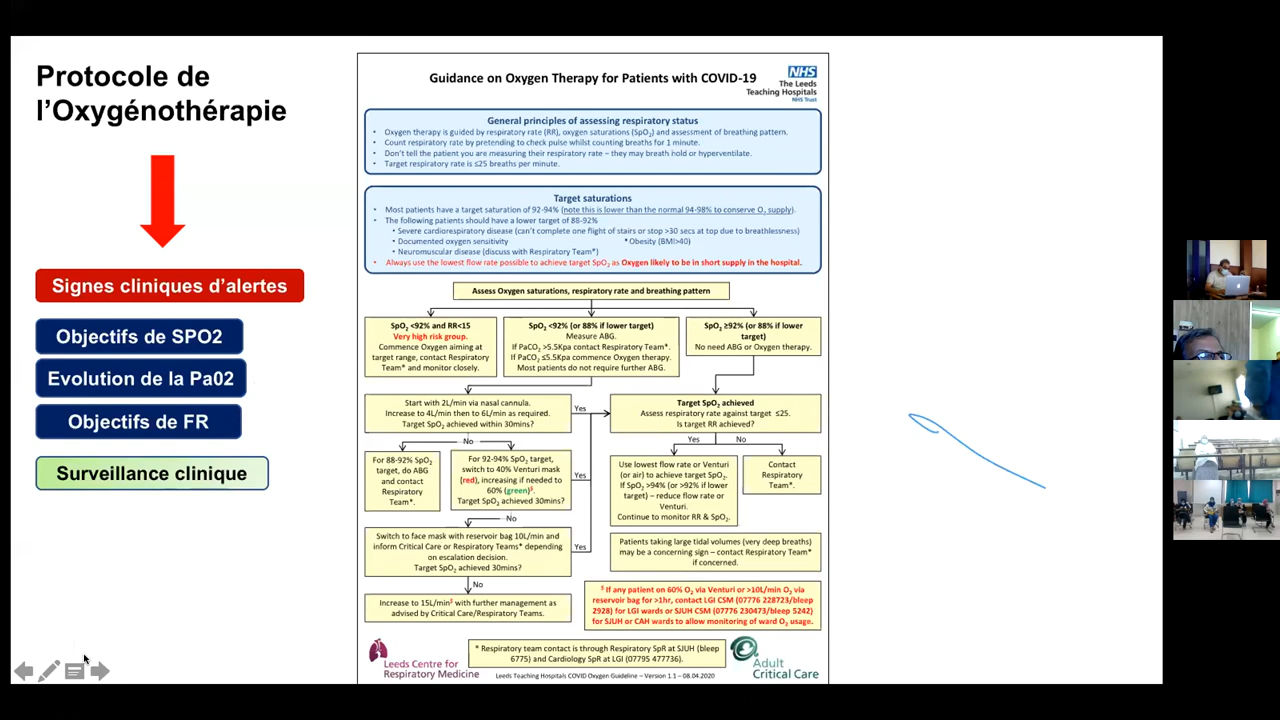 Protocole de
l’Oxygénothérapie
Signes cliniques d’alertes
Objectifs de SPO2
Evolution de la Pa02
Objectifs de FR
Surveillance clinique
Guidance on Oxygen Therapy for Patients with COVID-19
NHS
The Leeds
Teaching Hospitals
NHS Trust
General principles of assessing respiratory status
• Oxygen therapy is guided by respiratory rate (RR), oxygen saturations (SpO2) and assessment of breathing pattern.
• Count respiratory rate by pretending to check pulse whilst counting breaths for 1 minute.
• Don’t tell the patient you are measuring their respiratory rate – they may breath hold or hyperventilate.
• Target respiratory rate is ≤25 breaths per minute.
Target saturations
• Most patients have a target saturation of 92-94% (note this is lower than the normal 94-98% to conserve O2 supply).
• The following patients should have a lower target of 88-92%
• Severe cardiorespiratory disease (can’t complete one flight of stairs or stop >30 secs at top due to breathlessness)
• Documented oxygen sensitivity • Obesity (BMI>40)
• Neuromuscular disease (discuss with Respiratory Team*)
• Always use the lowest flow rate possible to achieve target SpO2 as Oxygen likely to be in short supply in the hospital.
Assess Oxygen saturations, respiratory rate and breathing pattern
SpO2 <92% and RR<15
Very high risk group.
Commence Oxygen aiming at
target range, contact Respiratory
Team* and monitor closely.
SpO2 <92% (or 88% if lower target)
Measure ABG.
If PaCO2 >5.5Kpa contact Respiratory Team*.
If PaCO2 ≤5.5Kpa commence Oxygen therapy.
Most patients do not require further ABG.
SpO2 ≥92% (or 88% if lower
target)
No need ABG or Oxygen therapy.
Start with 2L/min via nasal cannula.
Increase to 4L/min then to 6L/min as required.
Target SpO2 achieved within 30mins?
Yes
Target SpO2 achieved
Assess respiratory rate against target ≤25.
Is target RR achieved?
No
Yes
No
For 88-92% SpO2
target, do ABG
and contact
Respiratory
Team*.
For 92-94% SpO2 target,
switch to 40% Venturi mask
(red), increasing if needed to
60% (green)$.
Target SpO2 achieved 30mins?
Yes
Use lowest flow rate or Venturi
(or air) to achieve target SpO2.
If SpO2 >94% (or >92% if lower
target) – reduce flow rate or
Venturi.
Continue to monitor RR & SpO2.
Contact
Respiratory
Team*.
No
Switch to face mask with reservoir bag 10L/min and
inform Critical Care or Respiratory Teams* depending
on escalation decision.
Target SpO2 achieved 30mins?
Yes
Patients taking large tidal volumes (very deep breaths)
may be a concerning sign – contact Respiratory Team*
if concerned.
No
Increase to 15L/min$ with further management as
advised by Critical Care/Respiratory Teams.
$ If any patient on 60% O2 via Venturi or >10L/min O2 via
reservoir bag for >1hr, contact LGI CSM (07776 228723/bleep
2928) for LGI wards or SJUH CSM (07776 230473/bleep 5242)
for SJUH or CAH wards to allow monitoring of ward O2 usage.
Leeds Centre for
Respiratory Medicine
* Respiratory team contact is through Respiratory SpR at SJUH (bleep
6775) and Cardiology SpR at LGI (07795 477736).
Adult
Critical Care
Leeds Teaching Hospitals COVID Oxygen Guideline – Version 1.1 – 08.04.2020